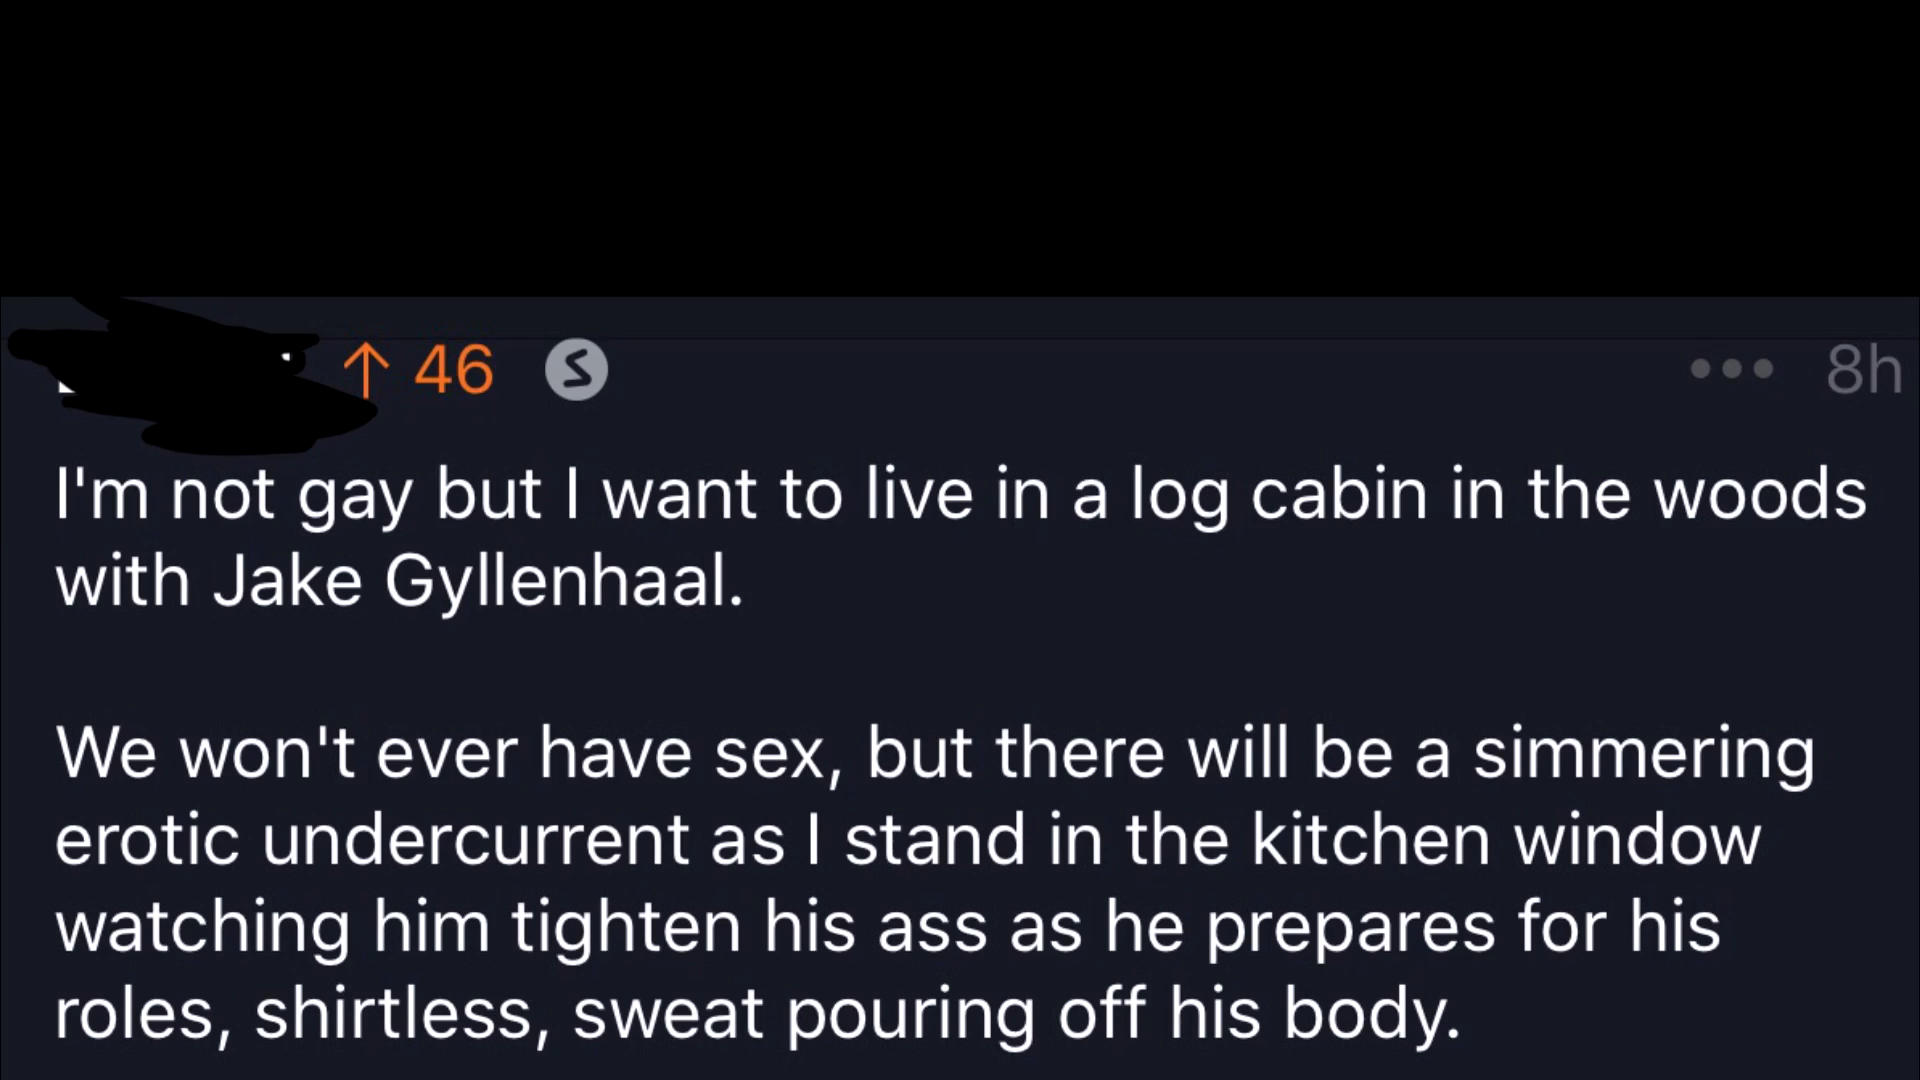 ↑ 46 8h
I'm not gay but I want to live in a log cabin in the woods
with Jake Gyllenhaal.
We won't ever have sex, but there will be a simmering
erotic undercurrent as I stand in the kitchen window
watching him tighten his ass as he prepares for his
roles, shirtless, sweat pouring off his body.